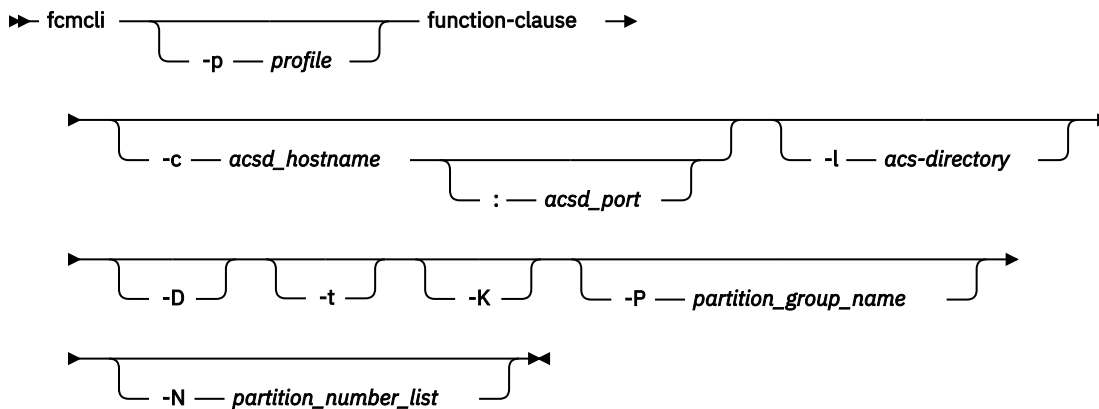 fcmcli function-clause
-p profile
-c acsd_hostname -l acs-directory
: acsd_port
-D -t -K -P partition_group_name
-N partition_number_list